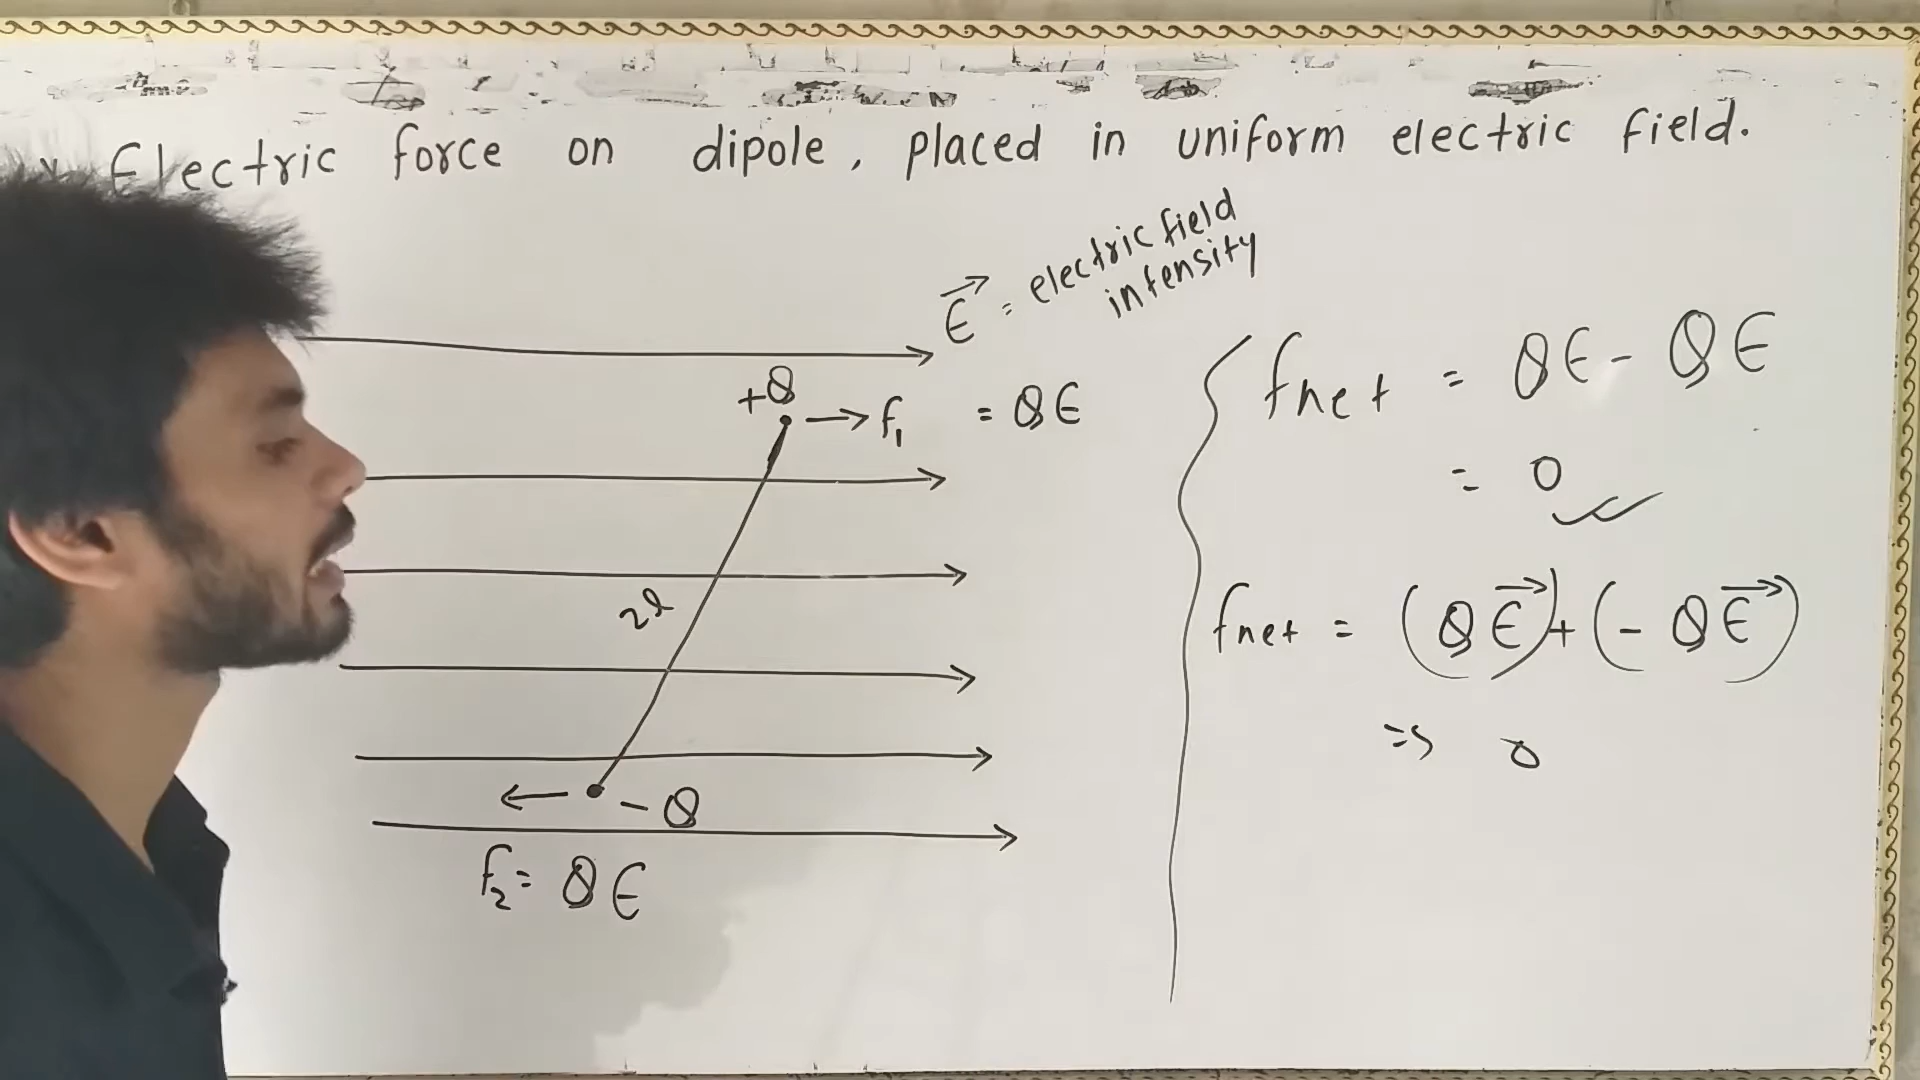 Electric force on dipole, placed in uniform electric field.
E⃗ = electric field
intensity
+Q
→ f₁ = QE
2l
← - Q
f₂ = QE
fnet = QE - QE
= 0
fnet = (QE⃗) + (- QE⃗)
⇒ 0